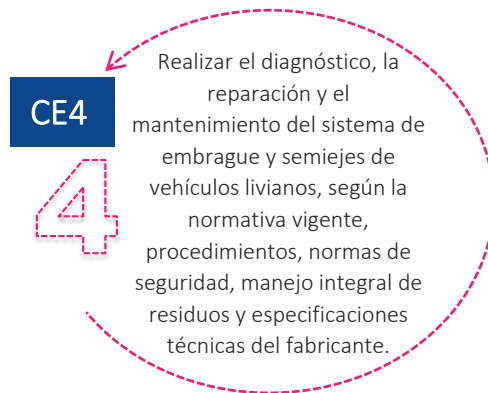 CE4
4
Realizar el diagnóstico, la
reparación y el
mantenimiento del sistema de
embrague y semiejes de
vehículos livianos, según la
normativa vigente,
procedimientos, normas de
seguridad, manejo integral de
residuos y especificaciones
técnicas del fabricante.